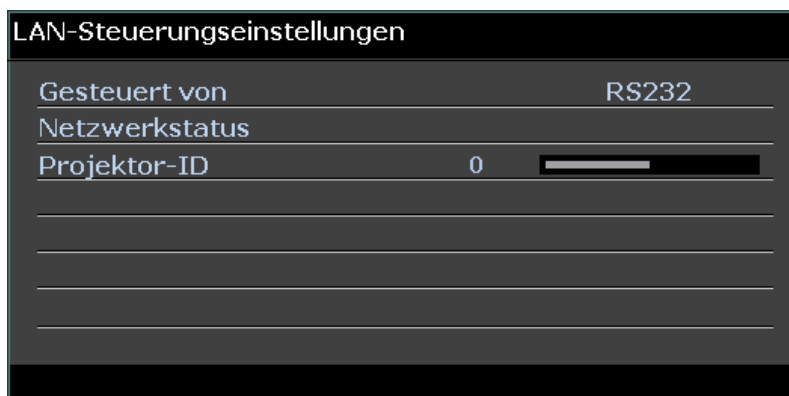 LAN-Steuerungseinstellungen
Gesteuert von RS232
Netzwerkstatus
Projektor-ID 0